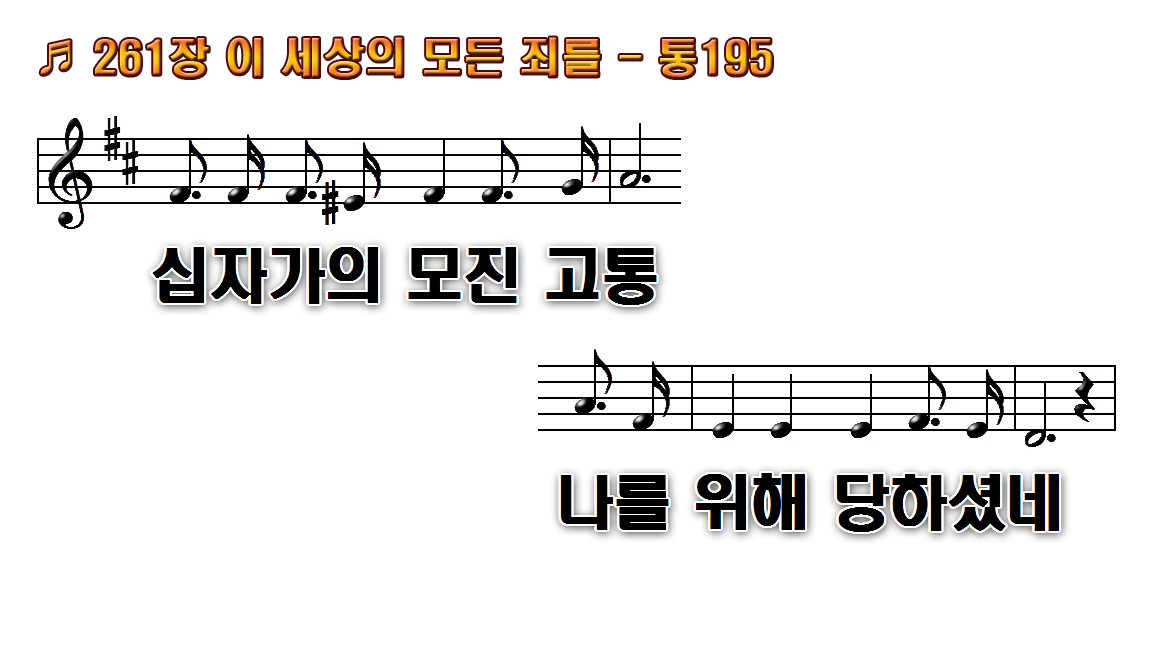 ♬ 261장 이 세상의 모든 죄를 - 통195
십자가의 모진 고통
나를 위해 당하셨네